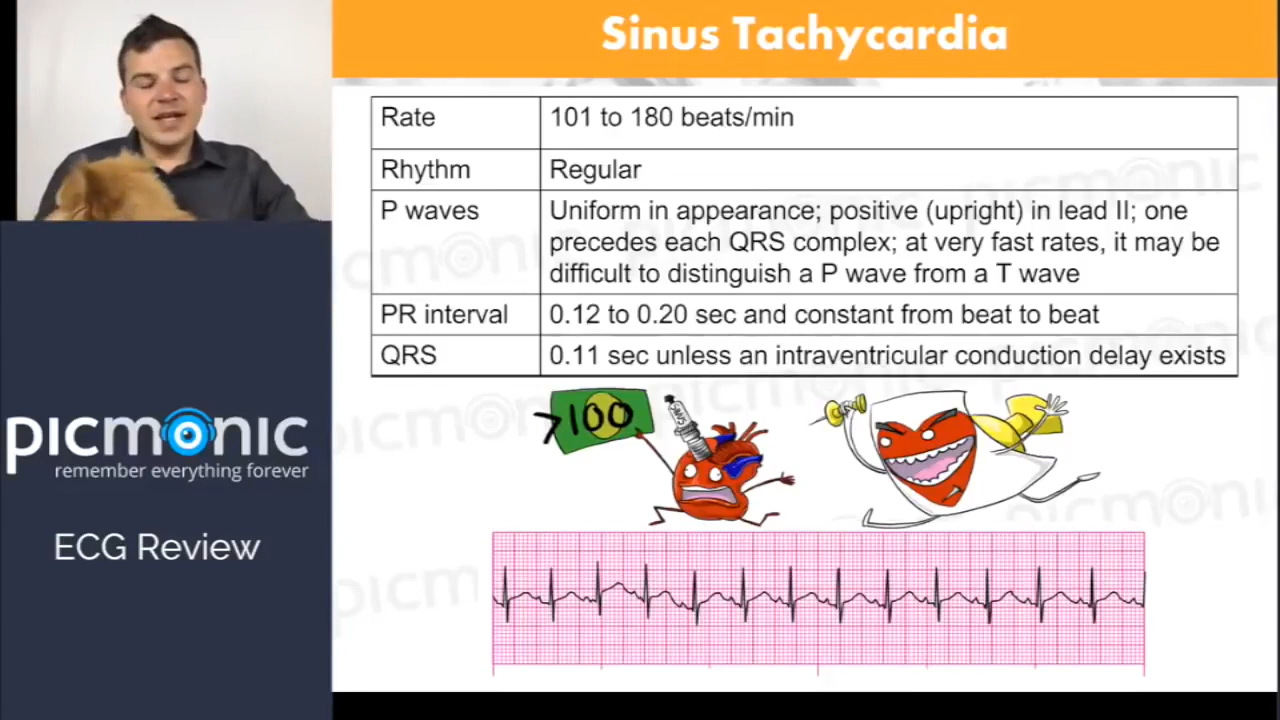 Sinus Tachycardia
Rate 101 to 180 beats/min
Rhythm Regular
P waves Uniform in appearance; positive (upright) in lead II; one
precedes each QRS complex; at very fast rates, it may be
difficult to distinguish a P wave from a T wave
PR interval 0.12 to 0.20 sec and constant from beat to beat
QRS 0.11 sec unless an intraventricular conduction delay exists
>100
picmonic
remember everything forever
ECG Review